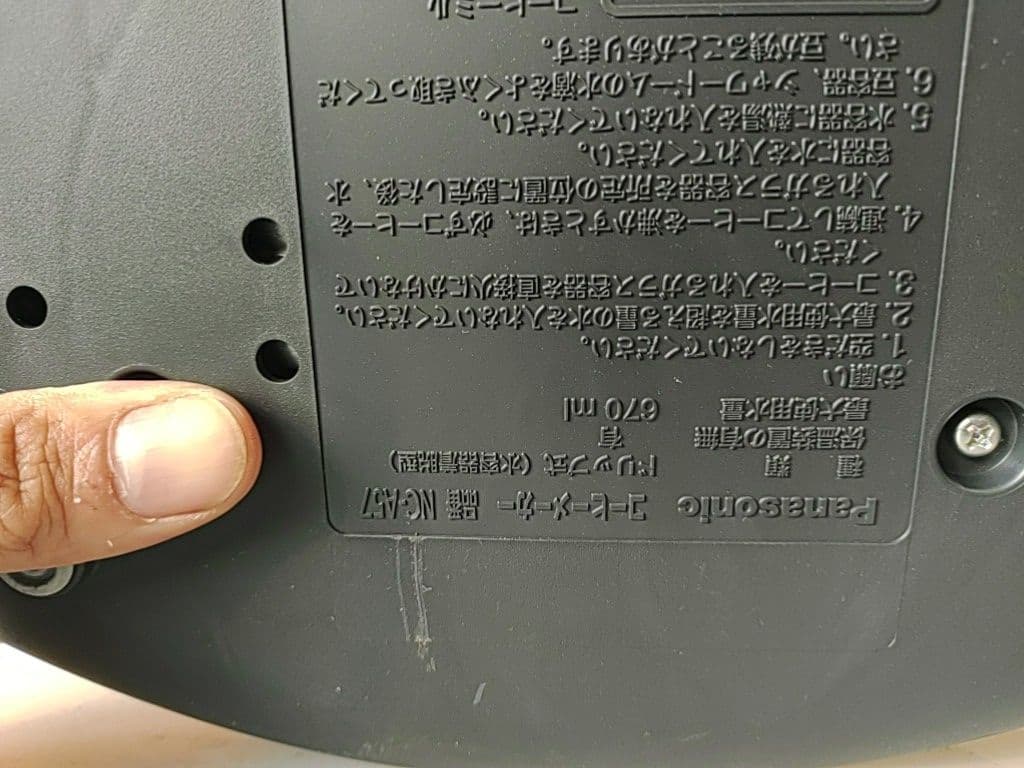 Panasonic コーヒーメーカー 品番 NC-A57
種 類 ドリップ式(水容器着脱型)
保温装置の有無 有
最大使用水量 670 ml
お願い
1. 空だきをしないでください。
2. 最大使用水量を超える量の水を入れないでください。
3. コーヒーを入れるガラス容器を直接火にかけないで
ください。
4. 連続してコーヒーを沸かすときは、必ずコーヒーを
入れるガラス容器を所定の位置に設定した後、水
容器に水を入れてください。
5. 水容器に熱湯を入れないでください。
6. 豆容器、シャワードームの水滴をよくふき取ってくだ
さい。豆が残ることがあります。
コーヒーミル